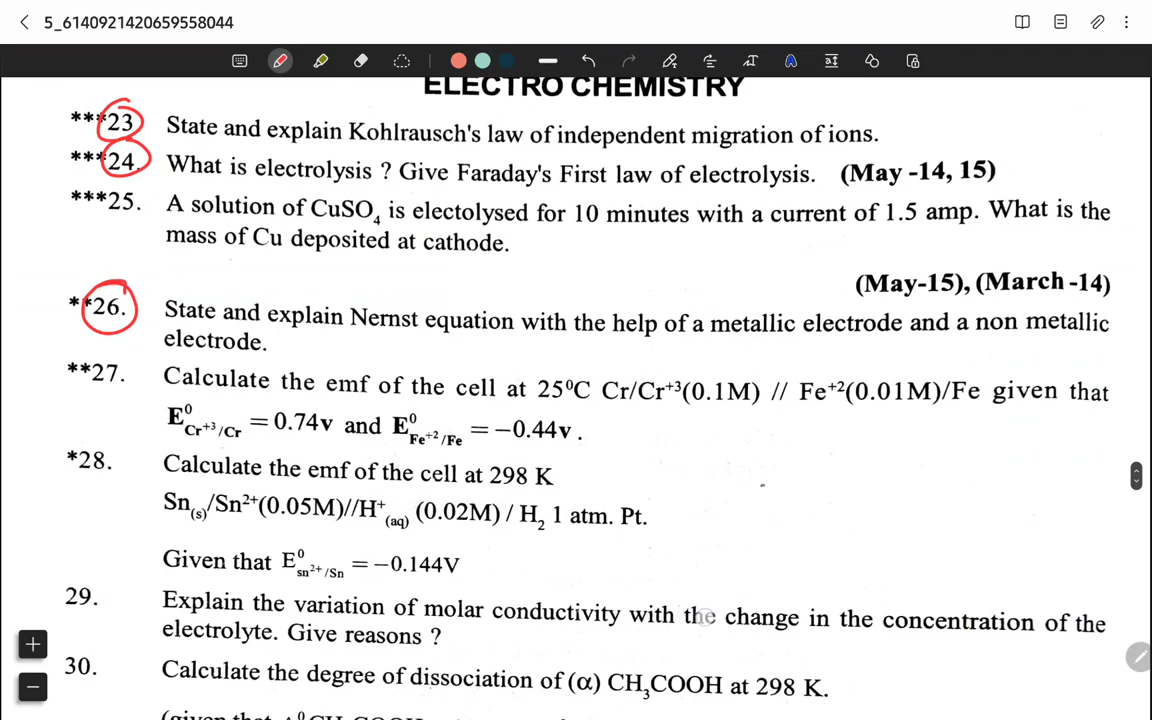 5_6140921420659558044
ELECTRO CHEMISTRY
***23 State and explain Kohlrausch's law of independent migration of ions.
***24. What is electrolysis ? Give Faraday's First law of electrolysis. (May -14, 15)
***25. A solution of CuSO₄ is electolysed for 10 minutes with a current of 1.5 amp. What is the
mass of Cu deposited at cathode.
(May-15), (March -14)
**26. State and explain Nernst equation with the help of a metallic electrode and a non metallic
electrode.
**27. Calculate the emf of the cell at 25⁰C Cr/Cr⁺³(0.1M) // Fe⁺²(0.01M)/Fe given that
E⁰ Cr⁺³/Cr = 0.74v and E⁰ Fe⁺²/Fe = −0.44v .
*28. Calculate the emf of the cell at 298 K
Sn(s)/Sn²⁺(0.05M)//H⁺(aq) (0.02M) / H₂ 1 atm. Pt.
Given that E⁰ sn²⁺/Sn = −0.144V
29. Explain the variation of molar conductivity with the change in the concentration of the
electrolyte. Give reasons ?
30. Calculate the degree of dissociation of (α) CH₃COOH at 298 K.